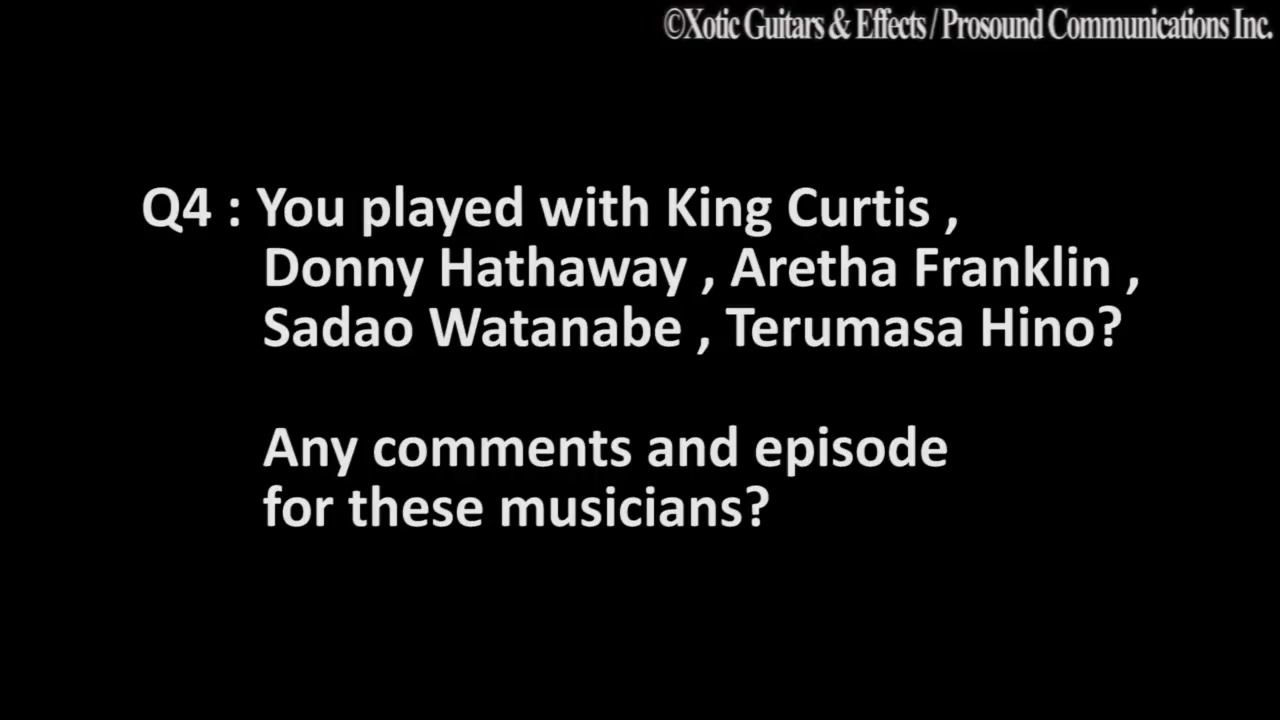 ©Xotic Guitars & Effects / Prosound Communications Inc.
Q4 : You played with King Curtis ,
Donny Hathaway , Aretha Franklin ,
Sadao Watanabe , Terumasa Hino?
Any comments and episode
for these musicians?